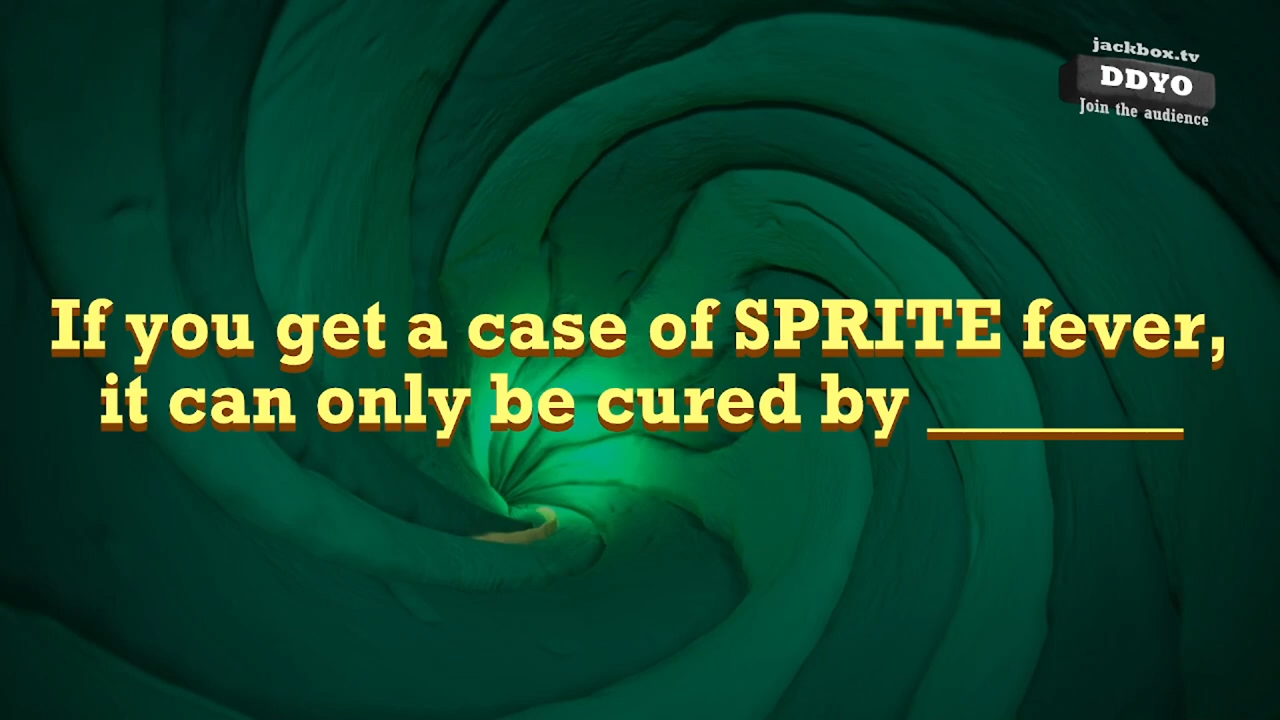 jackbox.tv
DDYO
Join the audience
If you get a case of SPRITE fever,
it can only be cured by ________